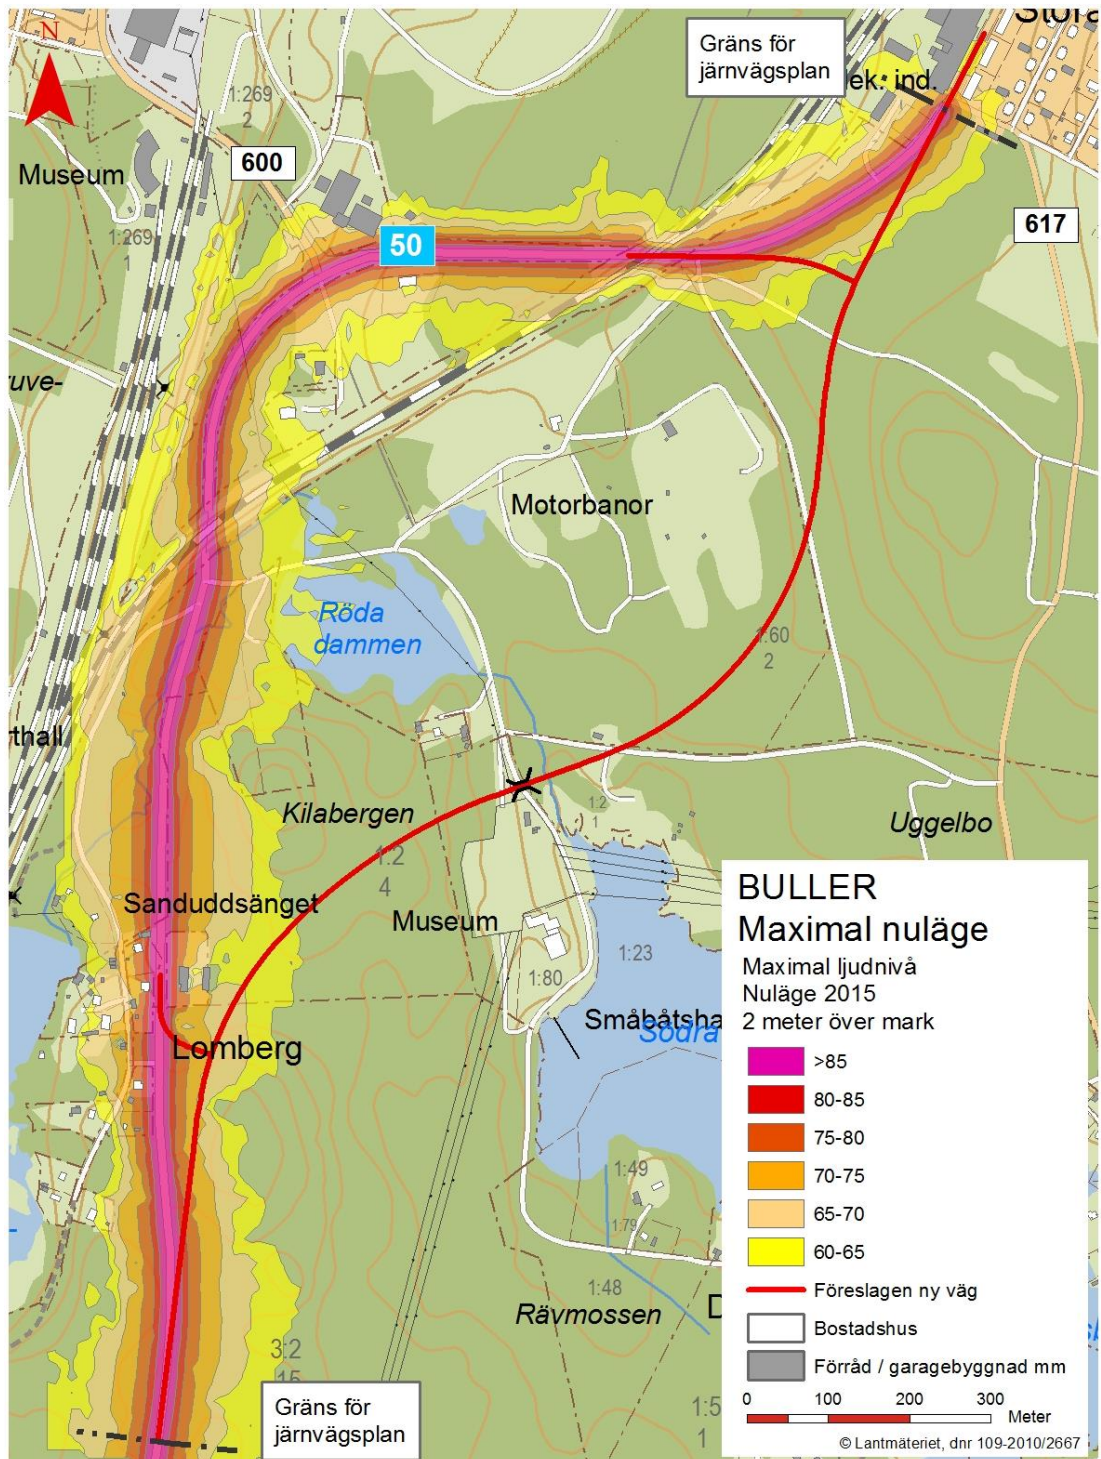 N
Gräns för
järnvägsplan
ek. ind.
1:269
2
600
Museum
617
1:269
1
50
Motorbanor
Röda
dammen
1:60
2
Kilabergen
1:2
1
Uggelbo
1:2
4
Sanduddsänget
Museum
1:80
1:23
Lomberg
Södra
1:49
1:79
1:48
Rävmossen
3:2
15
Gräns för
järnvägsplan
BULLER
Maximal nuläge
Maximal ljudnivå
Nuläge 2015
2 meter över mark
>85
80-85
75-80
70-75
65-70
60-65
Föreslagen ny väg
Bostadshus
Förråd / garagebyggnad mm
0 100 200 300
Meter
© Lantmäteriet, dnr 109-2010/2667